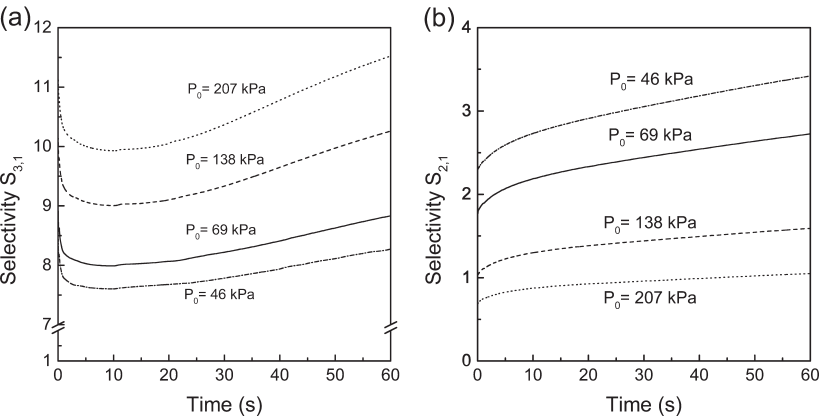 (a)
12
11
10
9
8
7
1
Selectivity S3,1
P0= 207 kPa
P0= 138 kPa
P0= 69 kPa
P0= 46 kPa
0 10 20 30 40 50 60
Time (s)
(b)
4
3
2
1
0
Selectivity S2,1
P0= 46 kPa
P0= 69 kPa
P0= 138 kPa
P0= 207 kPa
0 10 20 30 40 50 60
Time (s)